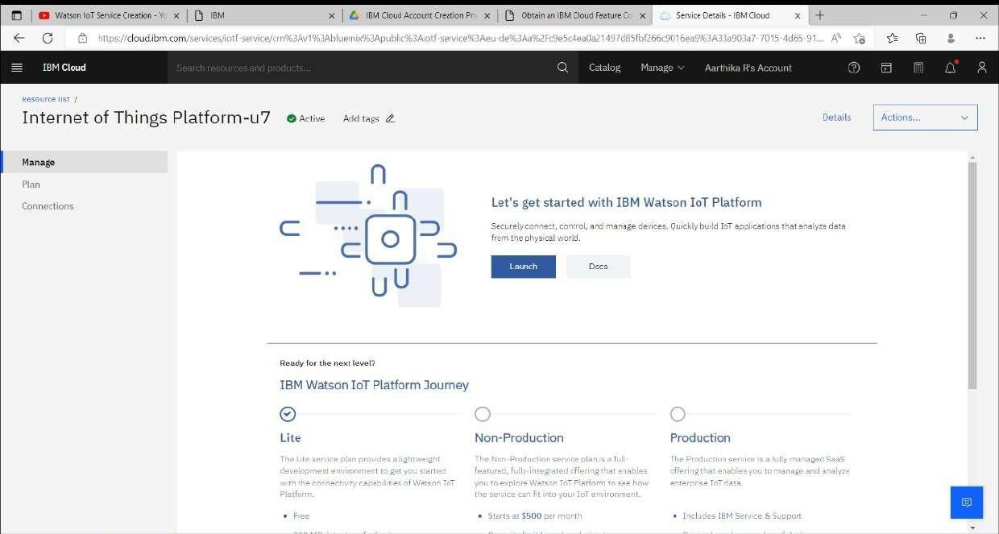 Watson IoT Service Creation - Yo
IBM
IBM Cloud Account Creation Pro
Obtain an IBM Cloud Feature Co
Service Details - IBM Cloud
https://cloud.ibm.com/services/iotf-service/crn%3Av1%3Abluemix%3Apublic%3Aiotf-service%3Aeu-de%3Aa%2Fc9e5c4ea0a21497d85fbf266c9016ea9%3A33a903a7-7015-4d65-91...
IBM Cloud
Search resources and products...
Catalog
Manage
Aarthika R's Account
Resource list /
Internet of Things Platform-u7
Active
Add tags
Details
Actions...
Manage
Plan
Connections
Let's get started with IBM Watson IoT Platform
Securely connect, control, and manage devices. Quickly build IoT applications that analyze data
from the physical world.
Launch
Docs
Ready for the next level?
IBM Watson IoT Platform Journey
Lite
The Lite service plan provides a lightweight
development environment to get you started
with the connectivity capabilities of Watson IoT
Platform.
• Free
Non-Production
The Non-Production service plan is a full-
featured, fully-integrated offering that enables
you to explore Watson IoT Platform to see how
the service can fit into your IoT environment.
• Starts at $500 per month
Production
The Production service is a fully managed SaaS
offering that enables you to manage and analyze
enterprise IoT data.
• Includes IBM Service & Support